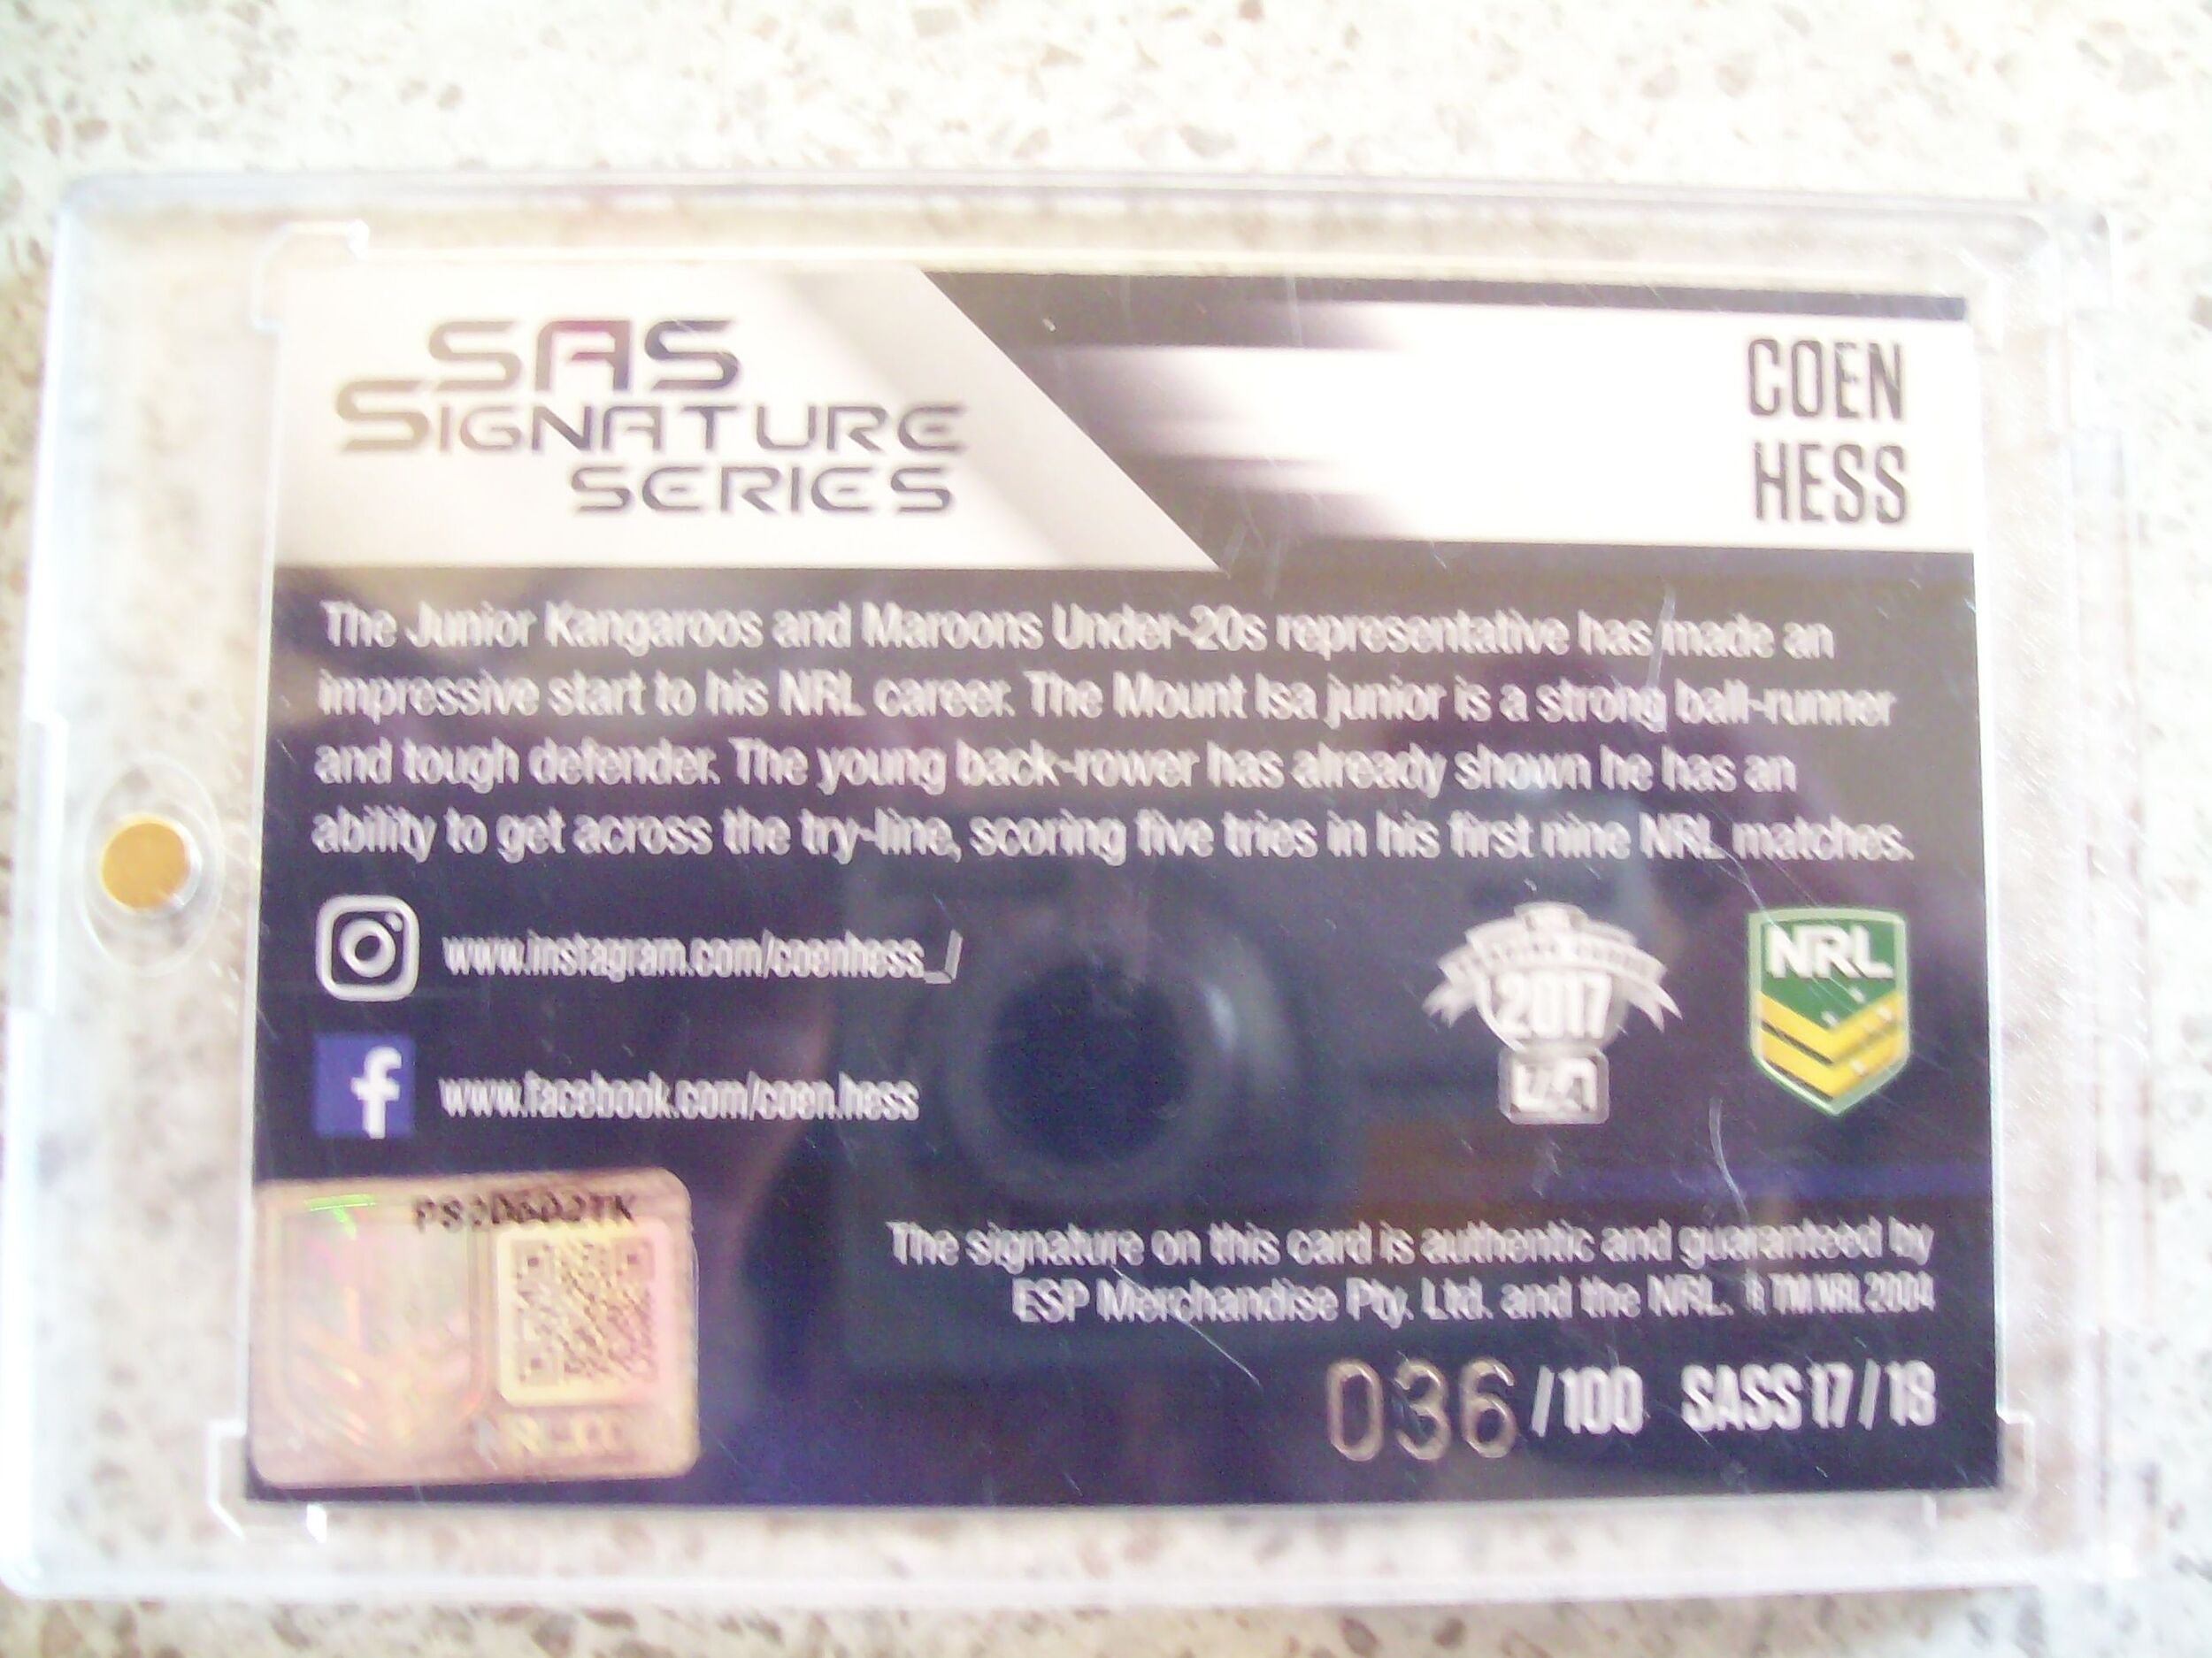 SAS
SIGNATURE
SERIES
COEN
HESS
The Junior Kangaroos and Maroons Under-20s representative has made an
impressive start to his NRL career. The Mount Isa junior is a strong ball-runner
and tough defender. The young back-rower has already shown he has an
ability to get across the try-line, scoring five tries in his first nine NRL matches.
www.instagram.com/coenhess_/
www.facebook.com/coen.hess
2017
NRL
The signature on this card is authentic and guaranteed by
ESP Merchandise Pty. Ltd. and the NRL. ® TM NRL 2004
036 /100 SASS 17/18